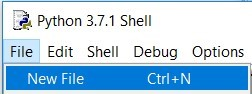 Python 3.7.1 Shell
File Edit Shell Debug Options
New File Ctrl+N